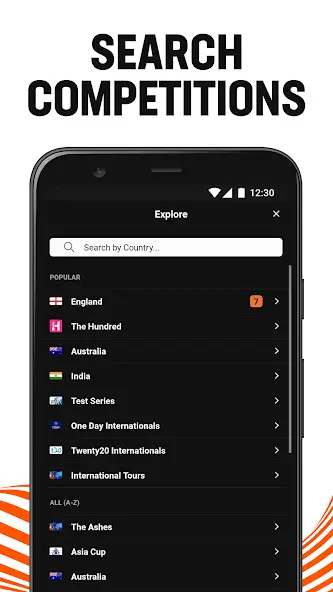 SEARCH
COMPETITIONS
12:30
Explore
Search by Country...
POPULAR
England 7
The Hundred
Australia
India
Test Series
One Day Internationals
Twenty20 Internationals
International Tours
ALL (A-Z)
The Ashes
Asia Cup
Australia